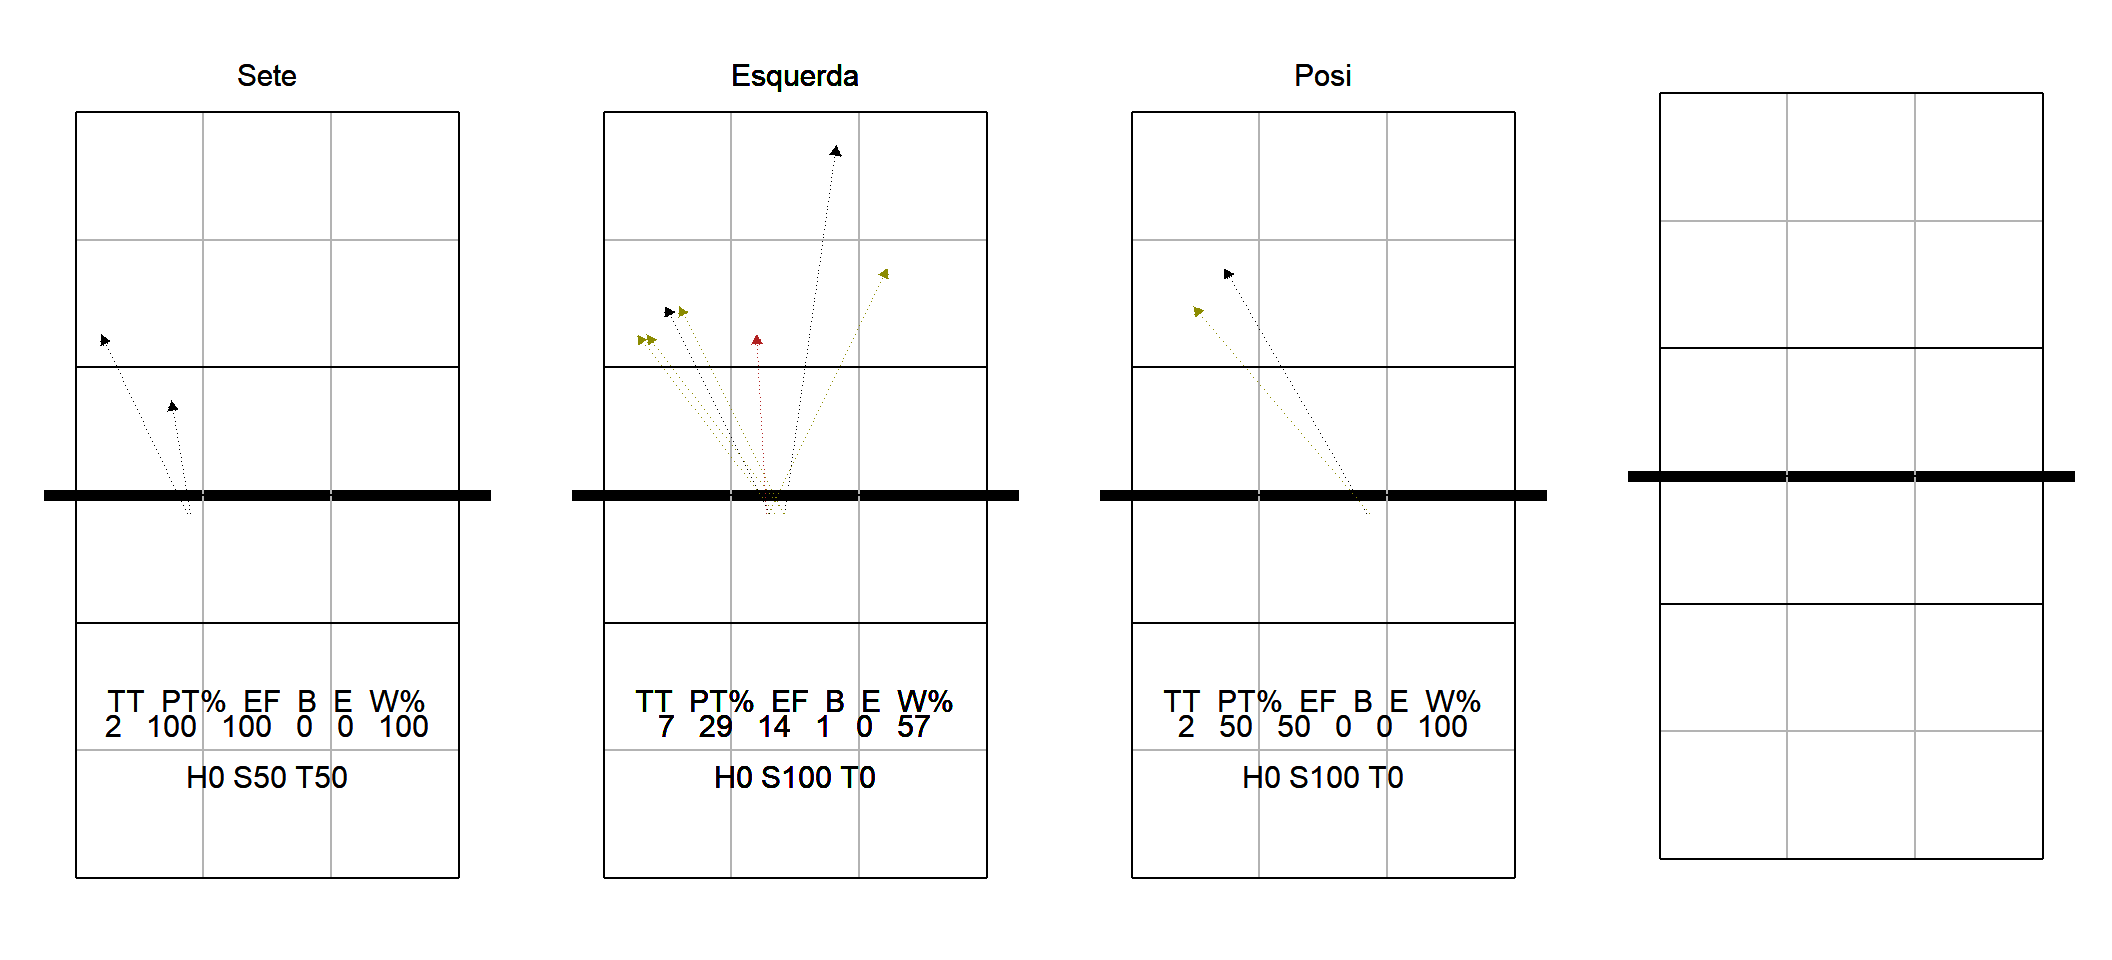 Sete
TT PT% EF B E W%
2 100 100 0 0 100
H0 S50 T50
Esquerda
TT PT% EF B E W%
7 29 14 1 0 57
H0 S100 T0
Posi
TT PT% EF B E W%
2 50 50 0 0 100
H0 S100 T0